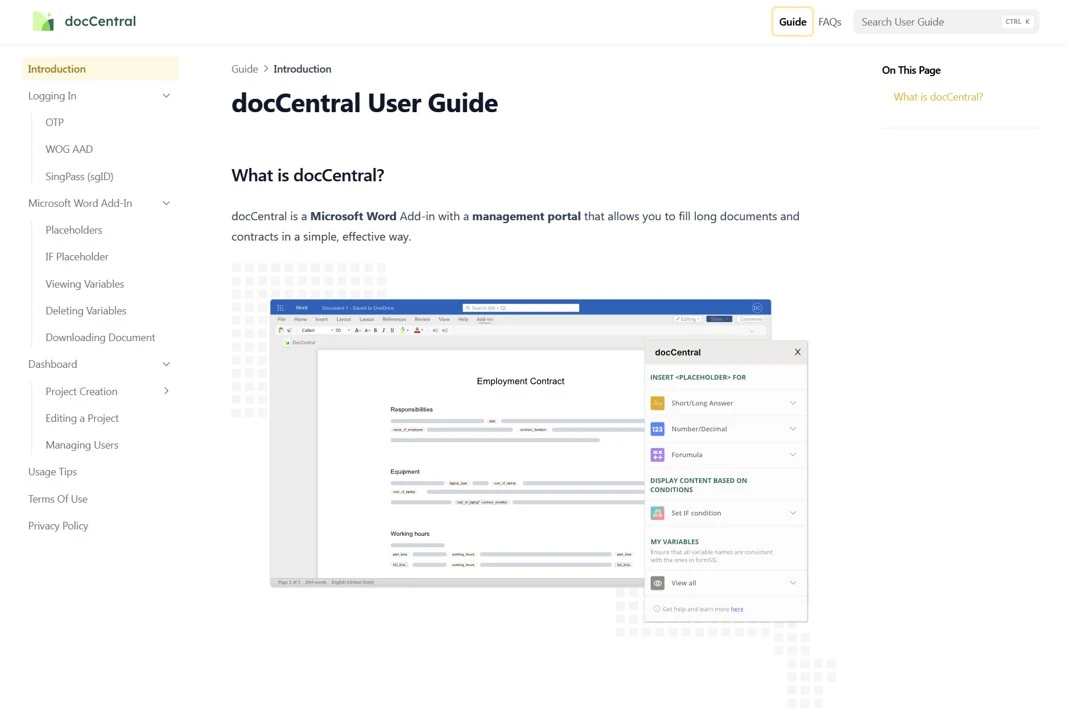 docCentral
Guide
FAQs
Search User Guide
CTRL K
Introduction
Logging In
OTP
WOG AAD
SingPass (sgID)
Microsoft Word Add-In
Placeholders
IF Placeholder
Viewing Variables
Deleting Variables
Downloading Document
Dashboard
Project Creation
Editing a Project
Managing Users
Usage Tips
Terms Of Use
Privacy Policy
Guide > Introduction
docCentral User Guide
What is docCentral?
docCentral is a Microsoft Word Add-in with a management portal that allows you to fill long documents and
contracts in a simple, effective way.
Word Document 1 - Saved to OneDrive
File Home Insert Layout Layout References Review View Help Add-ins
Editing Share Comments
Calibri 20
DocCentral
Employment Contract
Responsibilities
name_of_employee contract_duration
Equipment
laptop_type cost_of_laptop
cost_of_laptop
cost_of_laptop* contract_duration
Working hours
part_time working_hours part_time
full_time working_hours full_time
Page 1 of 5 854 words English (United States)
docCentral X
INSERT <PLACEHOLDER> FOR
Short/Long Answer
123 Number/Decimal
Forumula
DISPLAY CONTENT BASED ON
CONDITIONS
Set IF condition
MY VARIABLES
Ensure that all variable names are consistent
with the ones in formSG.
View all
Get help and learn more here
On This Page
What is docCentral?